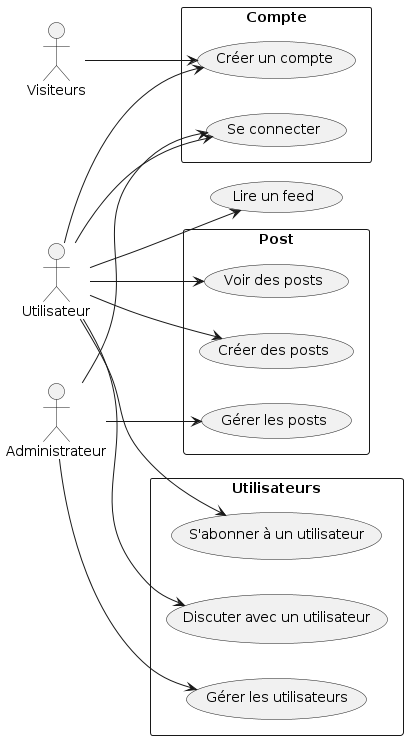 Compte
Créer un compte
Visiteurs
Se connecter
Lire un feed
Post
Voir des posts
Utilisateur
Créer des posts
Gérer les posts
Administrateur
Utilisateurs
S'abonner à un utilisateur
Discuter avec un utilisateur
Gérer les utilisateurs